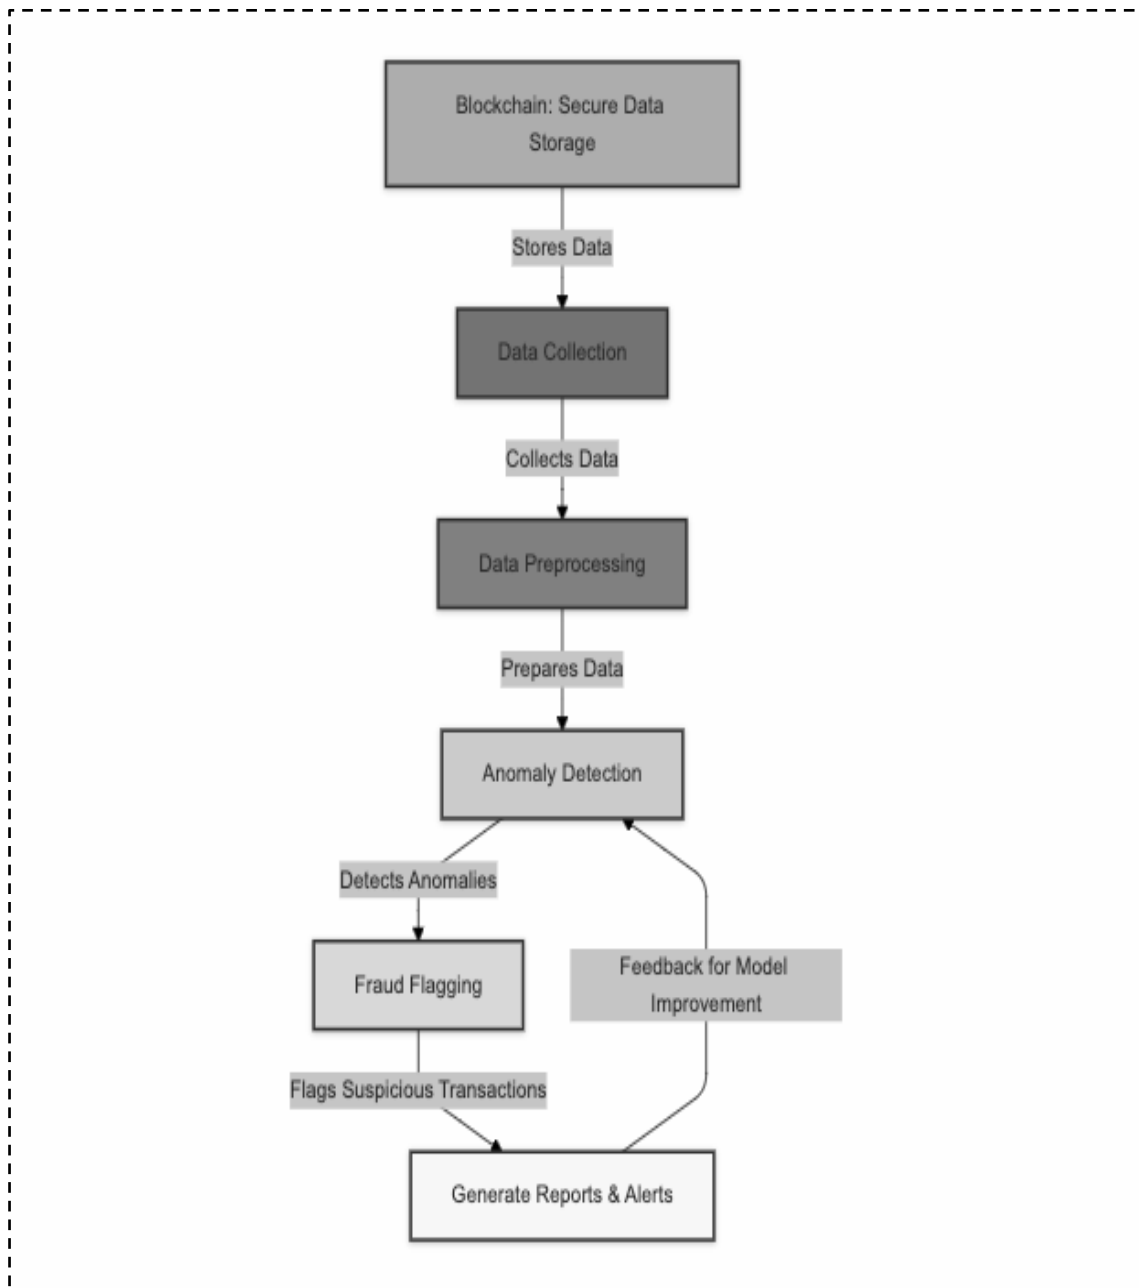 Blockchain: Secure Data
Storage
Stores Data
Data Collection
Collects Data
Data Preprocessing
Prepares Data
Anomaly Detection
Detects Anomalies
Fraud Flagging
Feedback for Model
Improvement
Flags Suspicious Transactions
Generate Reports & Alerts